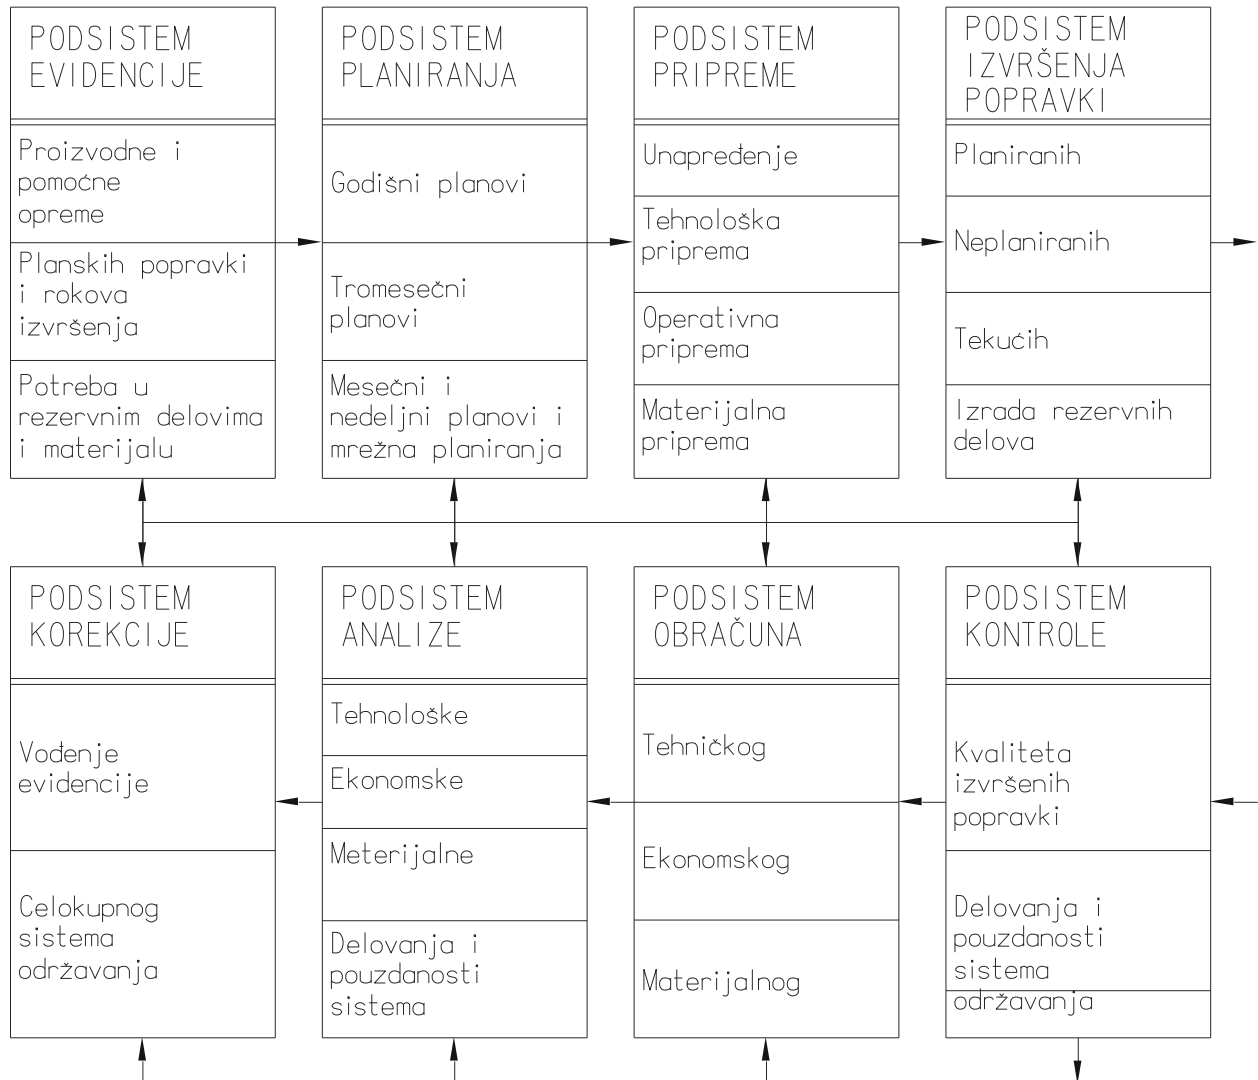 PODSISTEM
EVIDENCIJE
Proizvodne i
pomoćne
opreme
Planskih popravki
i rokova
izvršenja
Potreba u
rezervnim delovima
i materijalu
PODSISTEM
PLANIRANJA
Godišni planovi
Tromesečni
planovi
Mesečni i
nedeljni planovi i
mrežna planiranja
PODSISTEM
PRIPREME
Unapređenje
Tehnološka
priprema
Operativna
priprema
Materijalna
priprema
PODSISTEM
IZVRŠENJA
POPRAVKI
Planiranih
Neplaniranih
Tekućih
Izrada rezervnih
delova
PODSISTEM
KOREKCIJE
Vođenje
evidencije
Celokupnog
sistema
održavanja
PODSISTEM
ANALIZE
Tehnološke
Ekonomske
Meterijalne
Delovanja i
pouzdanosti
sistema
PODSISTEM
OBRAČUNA
Tehničkog
Ekonomskog
Materijalnog
PODSISTEM
KONTROLE
Kvaliteta
izvršenih
popravki
Delovanja i
pouzdanosti
sistema
održavanja